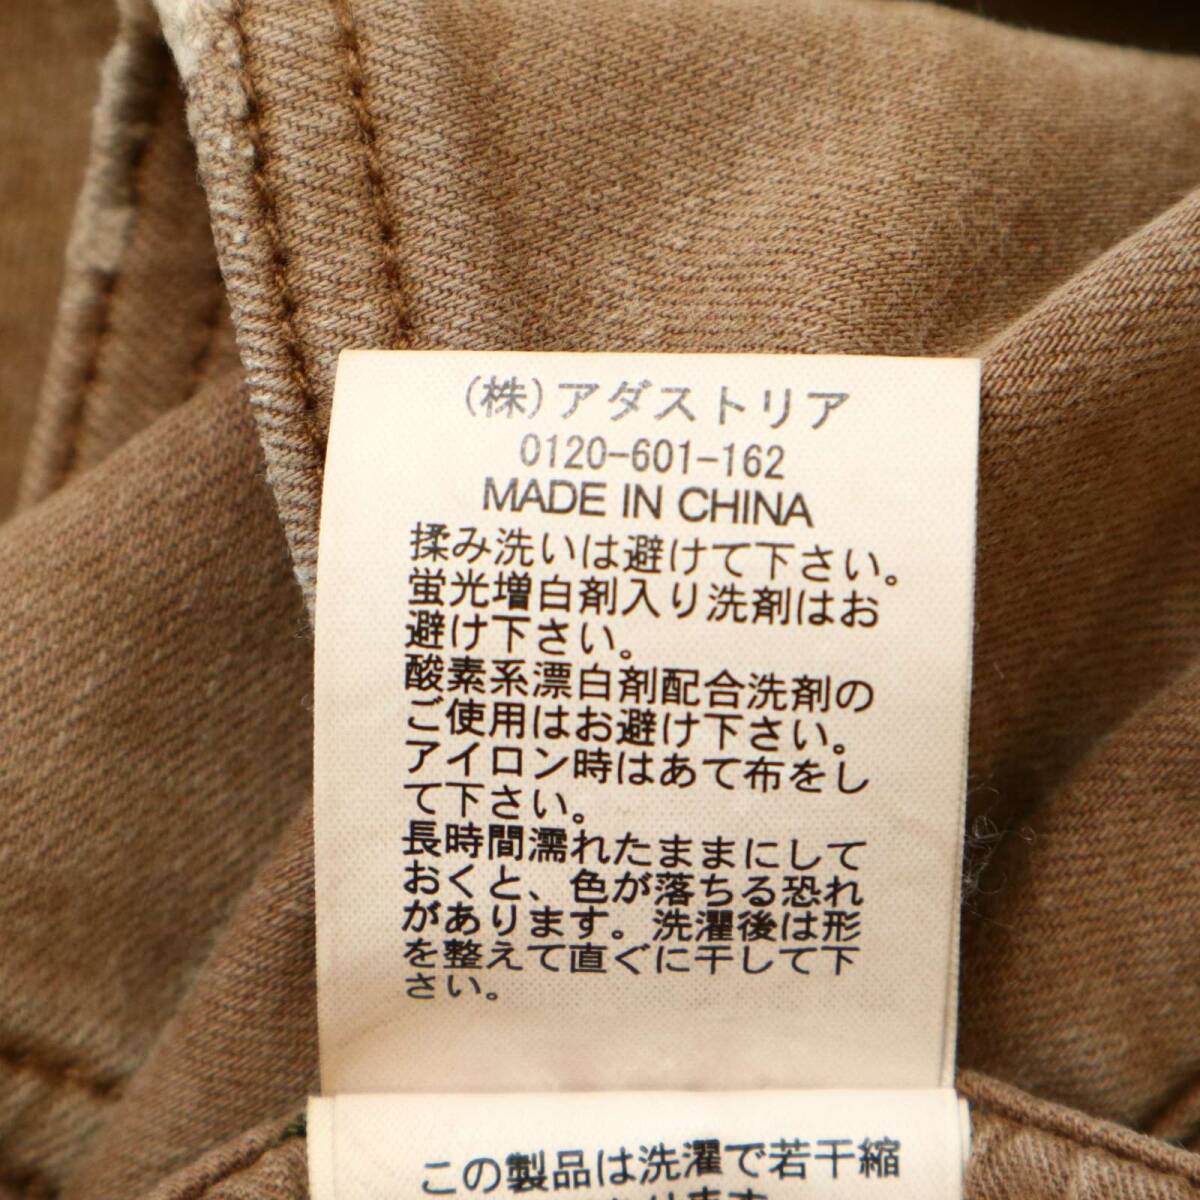 (株)アダストリア
0120-601-162
MADE IN CHINA
揉み洗いは避けて下さい。
蛍光増白剤入り洗剤はお
避け下さい。
酸素系漂白剤配合洗剤の
ご使用はお避け下さい。
アイロン時はあて布をし
て下さい。
長時間濡れたままにして
おくと、色が落ちる恐れ
があります。洗濯後は形
を整えて直ぐに干して下
さい。
この製品は洗濯で若干縮